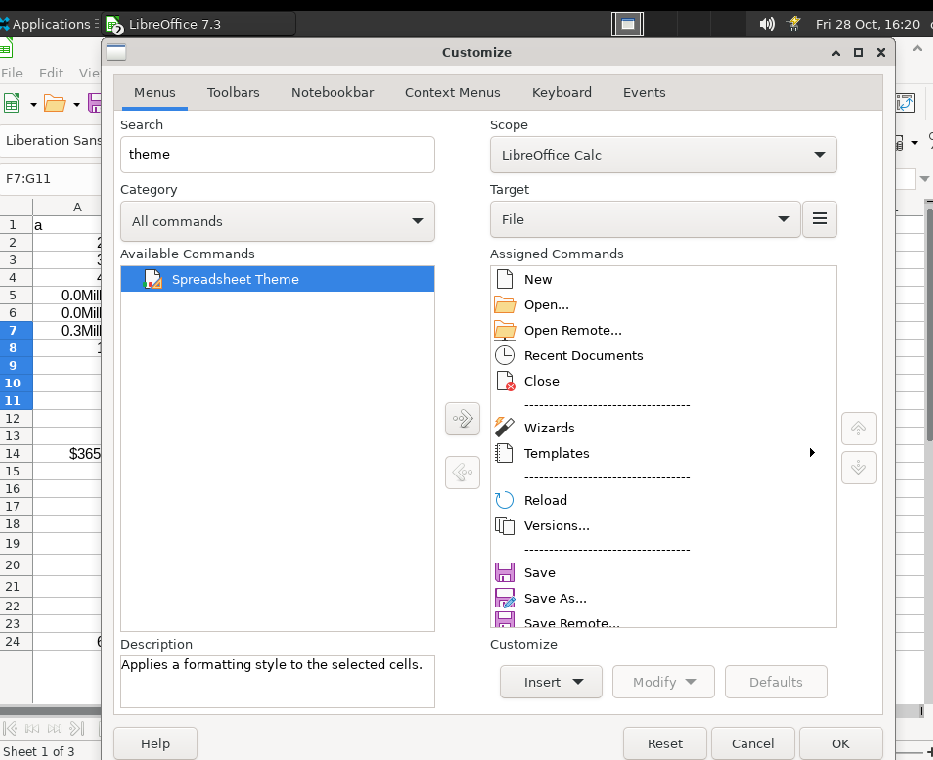 Applications
LibreOffice 7.3
Fri 28 Oct, 16:20
Customize
File Edit Vie
Liberation Sans
F7:G11
A
1 a
2
3
4
5 0.0Mill
6 0.0Mill
7 0.3Mill
8
9
10
11
12
13
14 $365
15
16
17
18
19
20
21
22
23
24
Sheet 1 of 3
Menus Toolbars Notebookbar Context Menus Keyboard Events
Search
theme
Category
All commands
Available Commands
Spreadsheet Theme
Description
Applies a formatting style to the selected cells.
Scope
LibreOffice Calc
Target
File
Assigned Commands
New
Open...
Open Remote...
Recent Documents
Close
----------------------------------
Wizards
Templates
----------------------------------
Reload
Versions...
----------------------------------
Save
Save As...
Save Remote...
Customize
Insert Modify Defaults
Help Reset Cancel OK